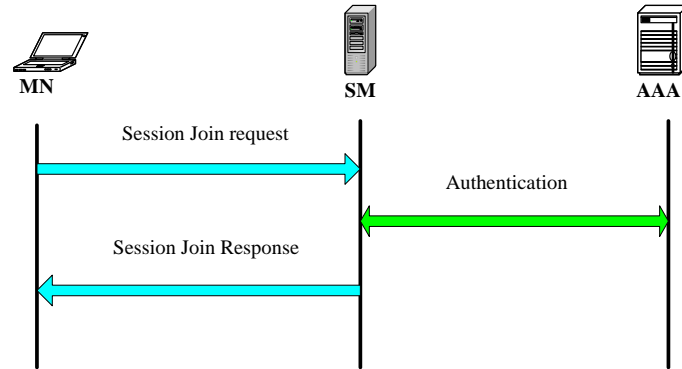 MN
SM
AAA
Session Join request
Authentication
Session Join Response